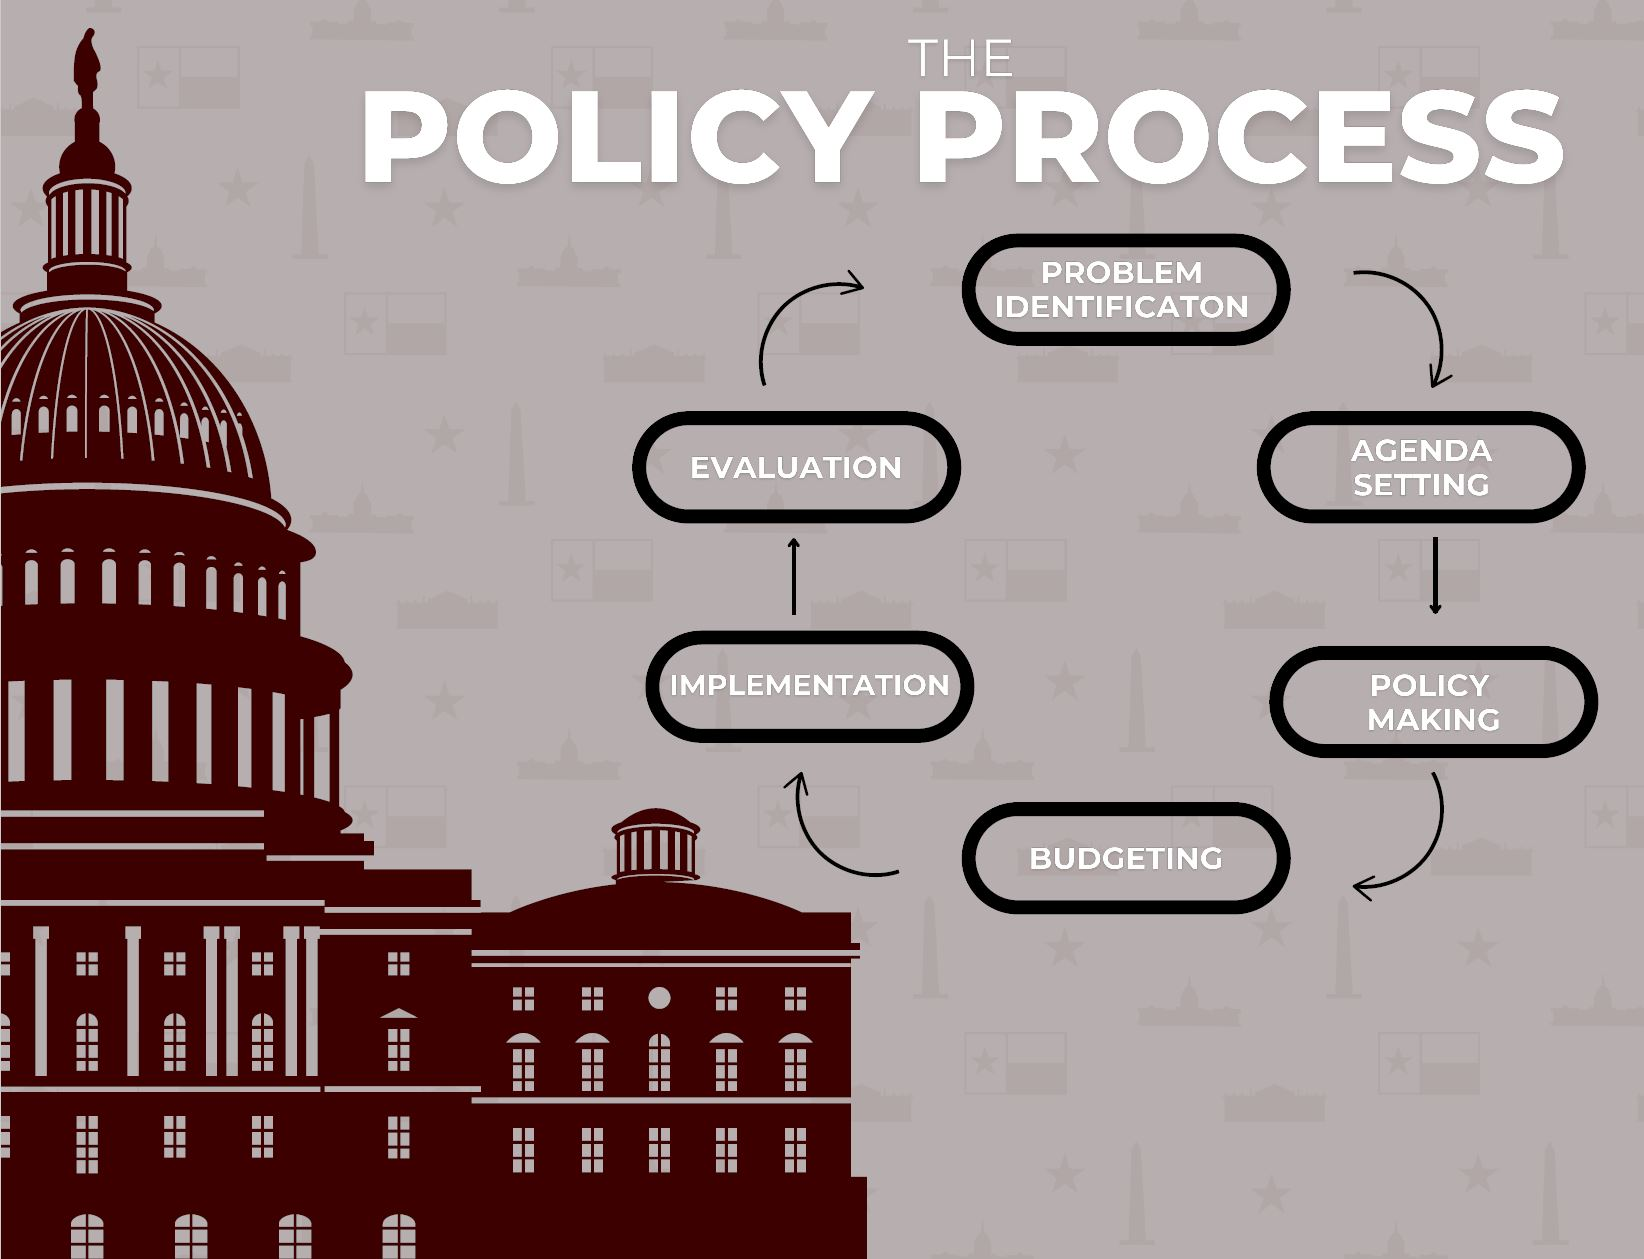 THE
POLICY PROCESS
PROBLEM
IDENTIFICATON
AGENDA
SETTING
POLICY
MAKING
BUDGETING
IMPLEMENTATION
EVALUATION